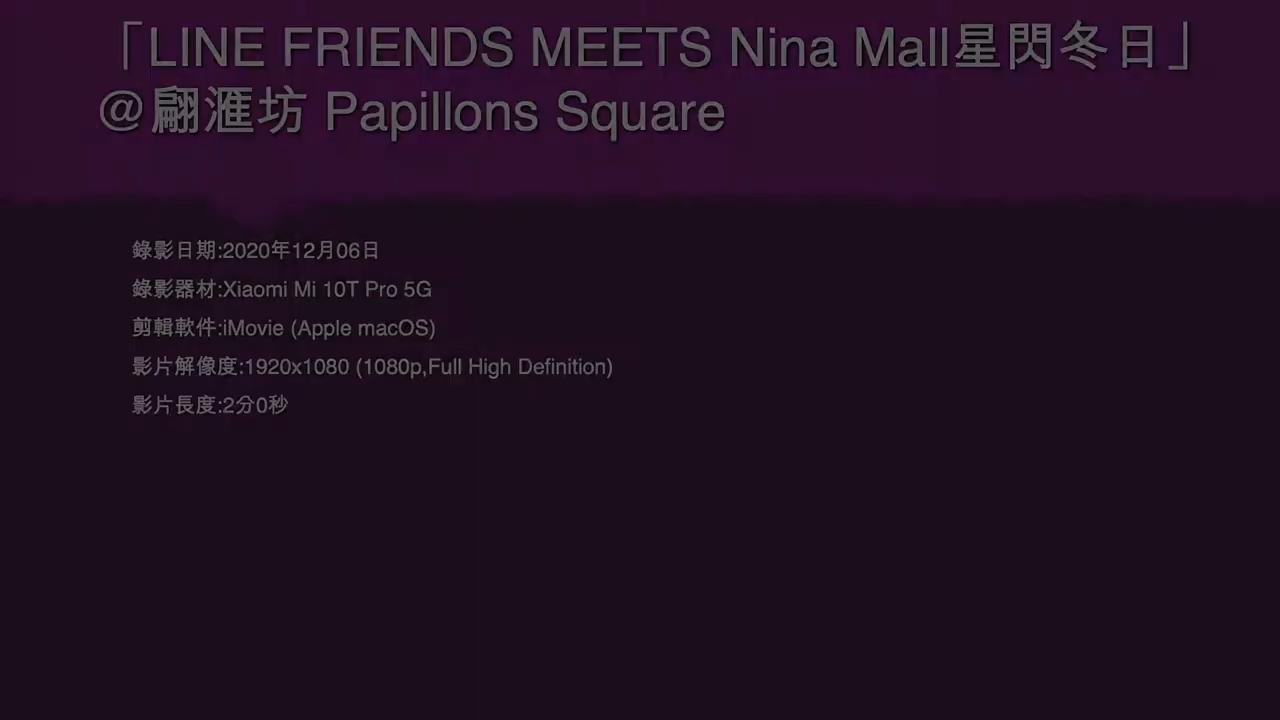 「LINE FRIENDS MEETS Nina Mall星閃冬日」
@翩滙坊 Papillons Square
錄影日期:2020年12月06日
錄影器材:Xiaomi Mi 10T Pro 5G
剪輯軟件:iMovie (Apple macOS)
影片解像度:1920x1080 (1080p,Full High Definition)
影片長度:2分0秒